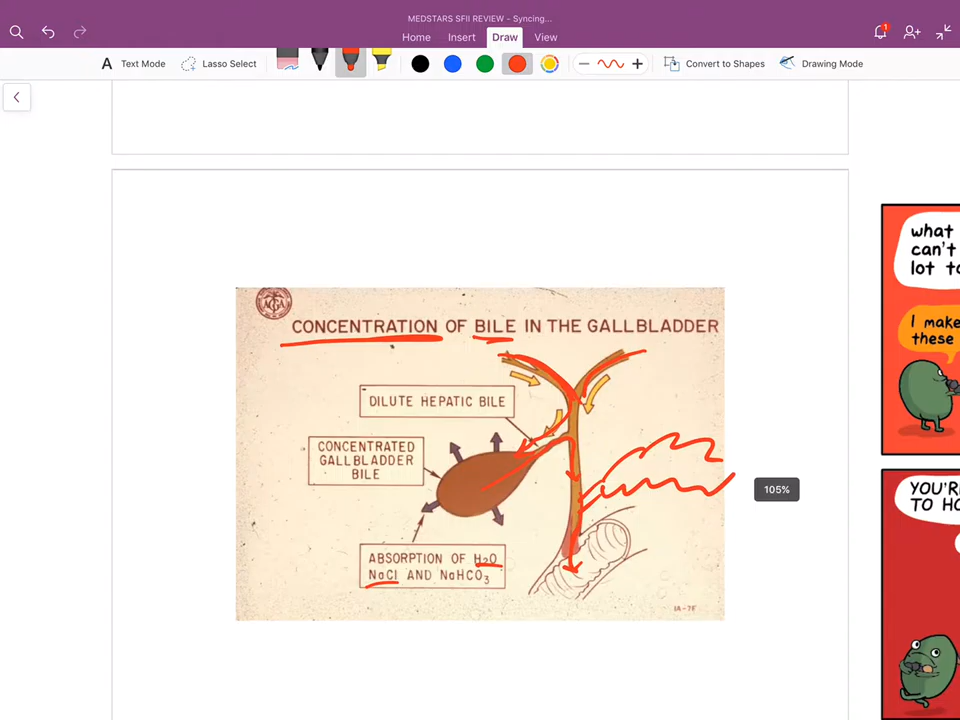 MEDSTARS SFII REVIEW - Syncing...
Home Insert Draw View
1
A Text Mode Lasso Select Convert to Shapes Drawing Mode
CONCENTRATION OF BILE IN THE GALLBLADDER
DILUTE HEPATIC BILE
CONCENTRATED
GALLBLADDER
BILE
ABSORPTION OF H₂O
NaCl AND NaHCO₃
IA-7F
105%
what
can't
lot to
I make
these
YOU'R
TO HO